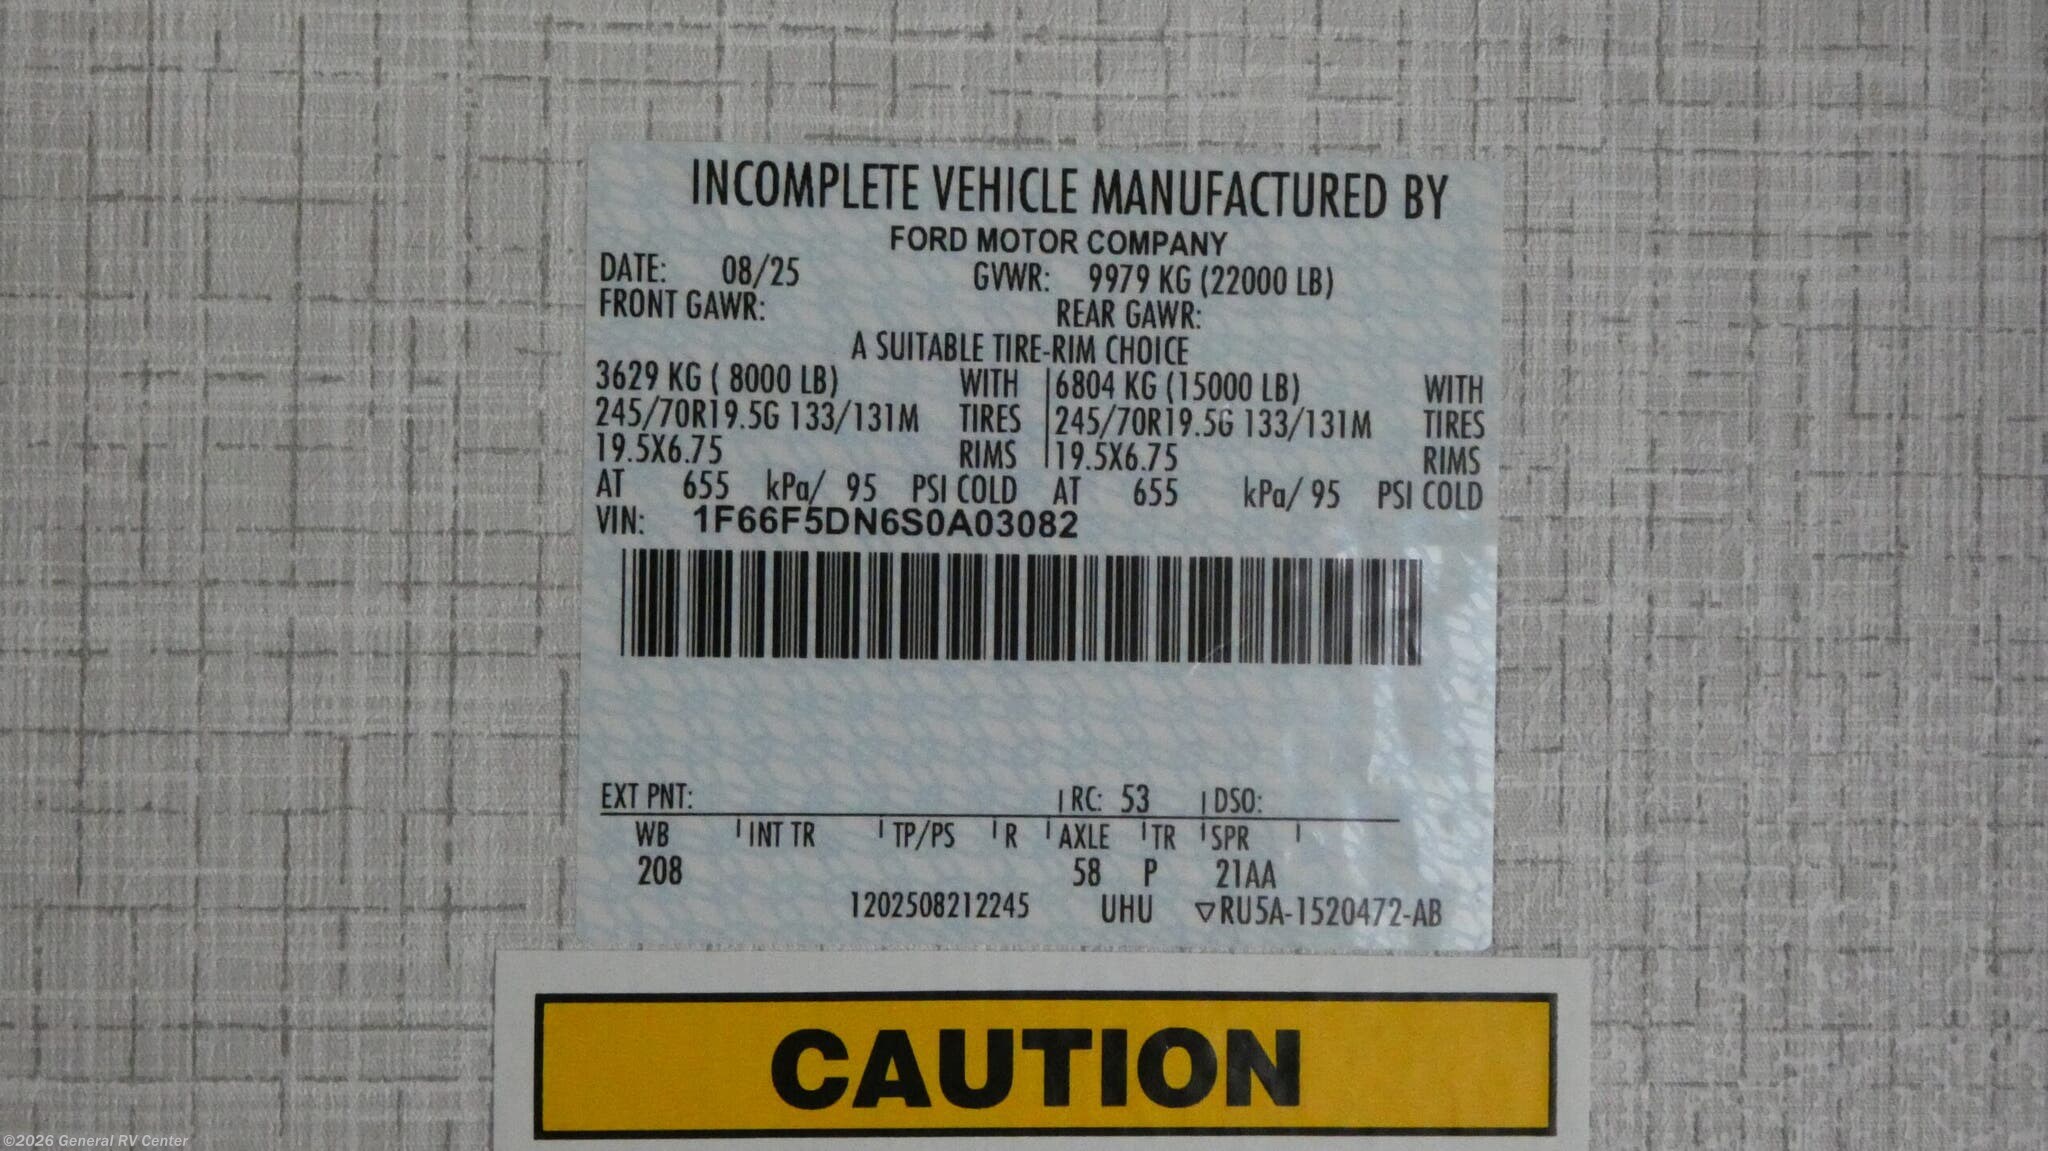 INCOMPLETE VEHICLE MANUFACTURED BY
FORD MOTOR COMPANY
DATE: 08/25 GVWR: 9979 KG (22000 LB)
FRONT GAWR: REAR GAWR:
A SUITABLE TIRE-RIM CHOICE
3629 KG ( 8000 LB) WITH 6804 KG (15000 LB) WITH
245/70R19.5G 133/131M TIRES 245/70R19.5G 133/131M TIRES
19.5X6.75 RIMS 19.5X6.75 RIMS
AT 655 kPa/ 95 PSI COLD AT 655 kPa/ 95 PSI COLD
VIN: 1F66F5DN6S0A03082
EXT PNT: RC: 53 DSO:
WB INT TR TP/PS R AXLE TR SPR
208 58 P 21AA
1202508212245 UHU ▽RU5A-1520472-AB
CAUTION
©2026 General RV Center